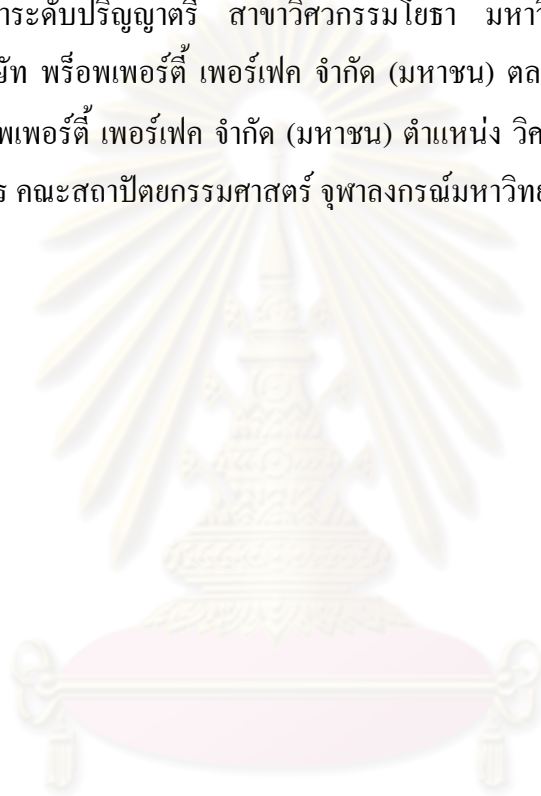 าระดับปริญญาตรี สาขาวิศวกรรมโยธา มหาวิ
ษัท พร็อพเพอร์ตี้ เพอร์เฟค จำกัด (มหาชน) ตล
พเพอร์ตี้ เพอร์เฟค จำกัด (มหาชน) ตำแหน่ง วิศ
ร คณะสถาปัตยกรรมศาสตร์ จุฬาลงกรณ์มหาวิทย